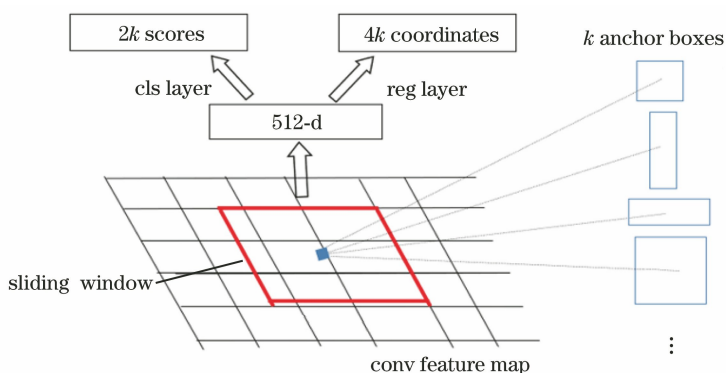 2k scores
4k coordinates
k anchor boxes
cls layer
reg layer
512-d
sliding window
conv feature map
⋮